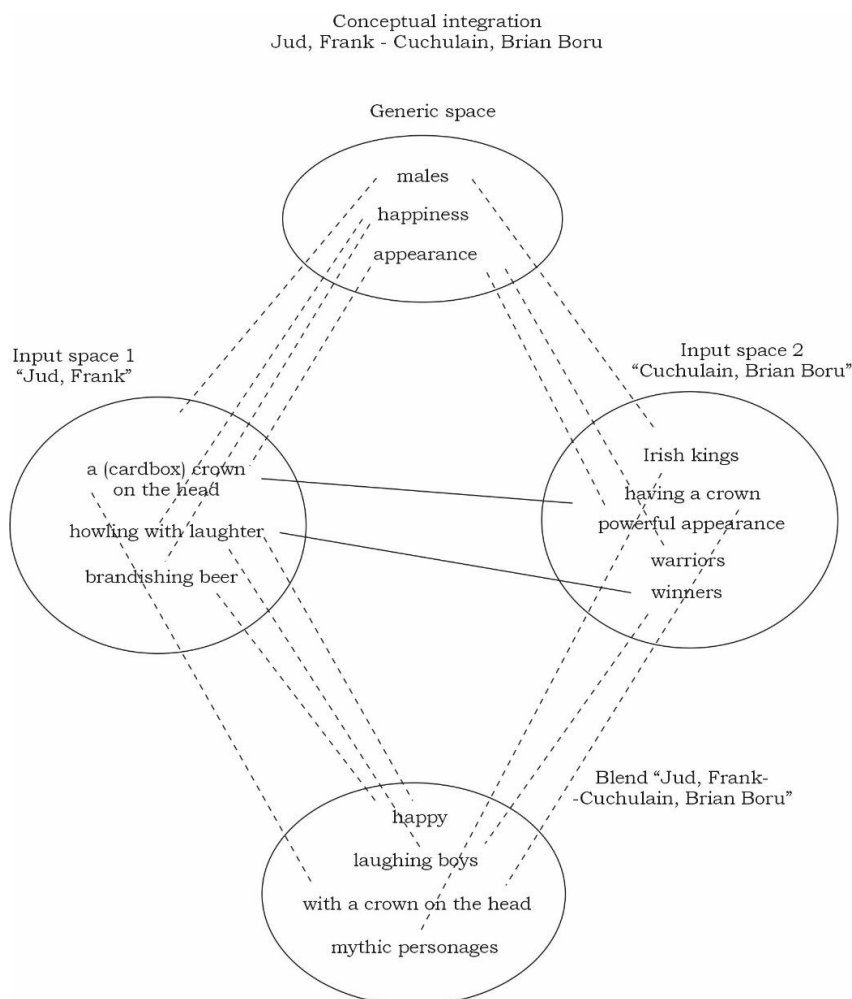 Conceptual integration
Jud, Frank - Cuchulain, Brian Boru
Generic space
males
happiness
appearance
Input space 1
“Jud, Frank”
a (cardbox) crown
on the head
howling with laughter
brandishing beer
Input space 2
“Cuchulain, Brian Boru”
Irish kings
having a crown
powerful appearance
warriors
winners
Blend “Jud, Frank-
-Cuchulain, Brian Boru”
happy
laughing boys
with a crown on the head
mythic personages